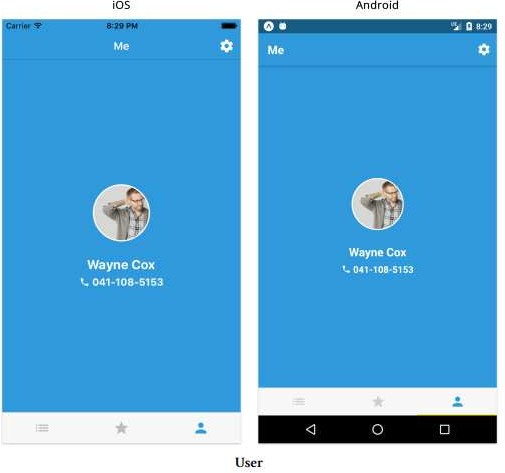 iOS
Android
Carrier 8:29 PM
8:29
Me
Me
Wayne Cox
041-108-5153
Wayne Cox
041-108-5153
User